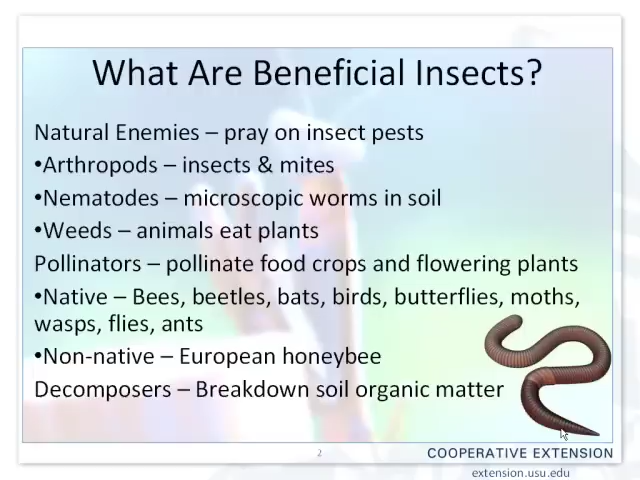 What Are Beneficial Insects?
Natural Enemies – pray on insect pests
•Arthropods – insects & mites
•Nematodes – microscopic worms in soil
•Weeds – animals eat plants
Pollinators – pollinate food crops and flowering plants
•Native – Bees, beetles, bats, birds, butterflies, moths,
wasps, flies, ants
•Non-native – European honeybee
Decomposers – Breakdown soil organic matter
2
COOPERATIVE EXTENSION
extension.usu.edu